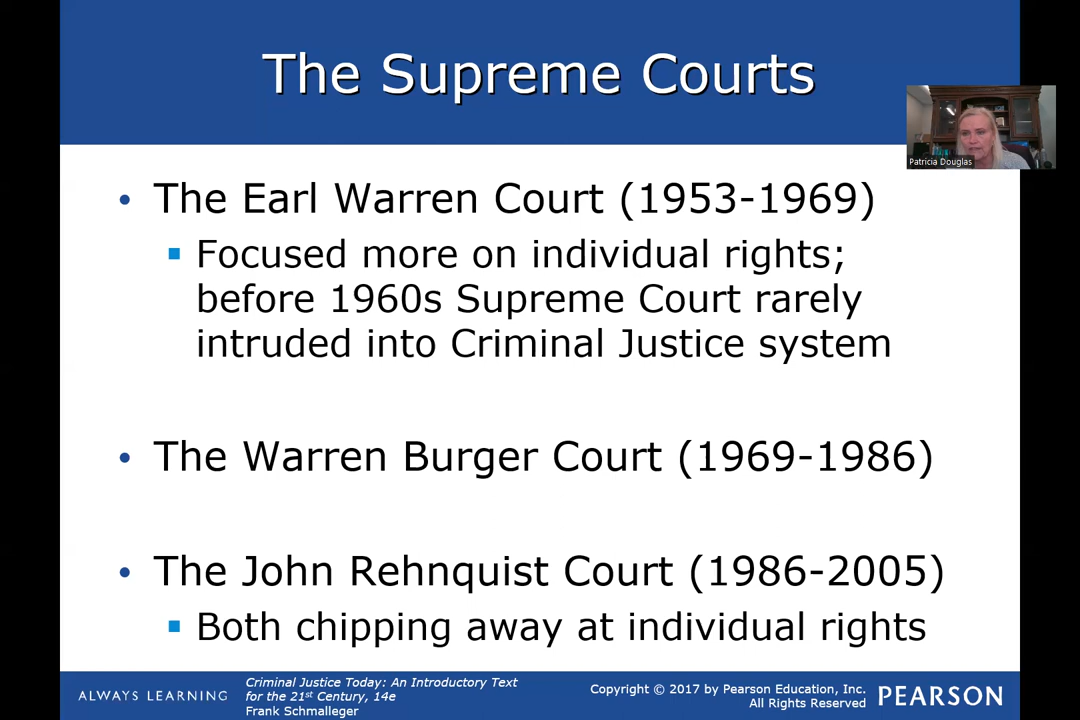 The Supreme Courts
Patricia Douglas
• The Earl Warren Court (1953-1969)
▪ Focused more on individual rights;
before 1960s Supreme Court rarely
intruded into Criminal Justice system
• The Warren Burger Court (1969-1986)
• The John Rehnquist Court (1986-2005)
▪ Both chipping away at individual rights
ALWAYS LEARNING
Criminal Justice Today: An Introductory Text
for the 21st Century, 14e
Frank Schmalleger
Copyright © 2017 by Pearson Education, Inc.
All Rights Reserved
PEARSON